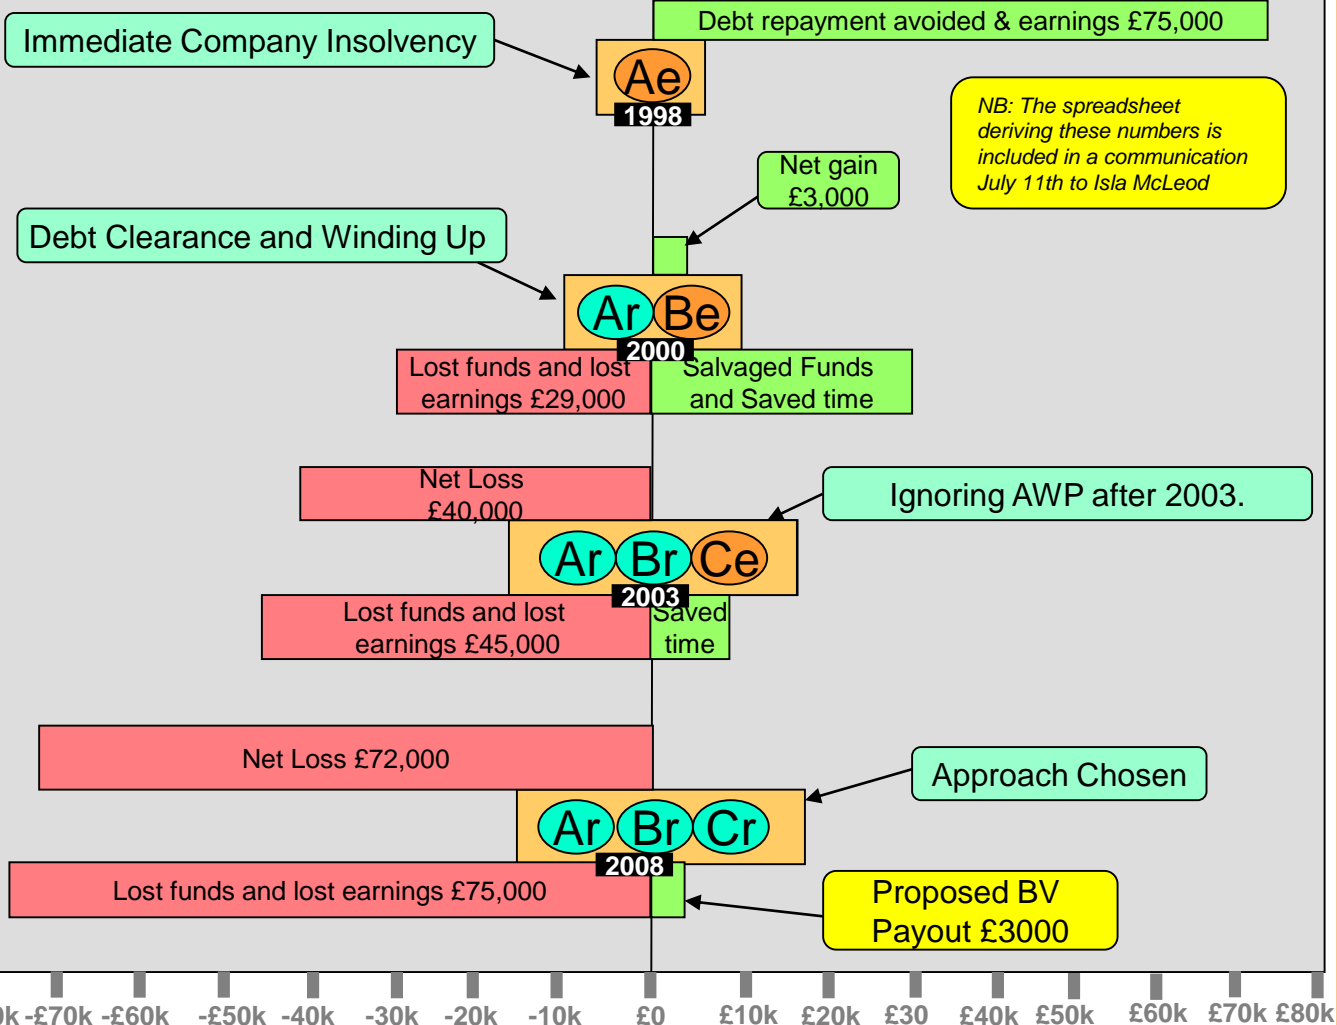 Debt repayment avoided & earnings £75,000
Immediate Company Insolvency
Ae
1998
NB: The spreadsheet
deriving these numbers is
included in a communication
July 11th to Isla McLeod
Net gain
£3,000
Debt Clearance and Winding Up
Ar Be
2000
Lost funds and lost
earnings £29,000
Salvaged Funds
and Saved time
Net Loss
£40,000
Ignoring AWP after 2003.
Ar Br Ce
2003
Lost funds and lost
earnings £45,000
Saved
time
Net Loss £72,000
Approach Chosen
Ar Br Cr
2008
Lost funds and lost earnings £75,000
Proposed BV
Payout £3000
k -£70k -£60k -£50k -40k -30k -20k -10k £0 £10k £20k £30 £40k £50k £60k £70k £80k